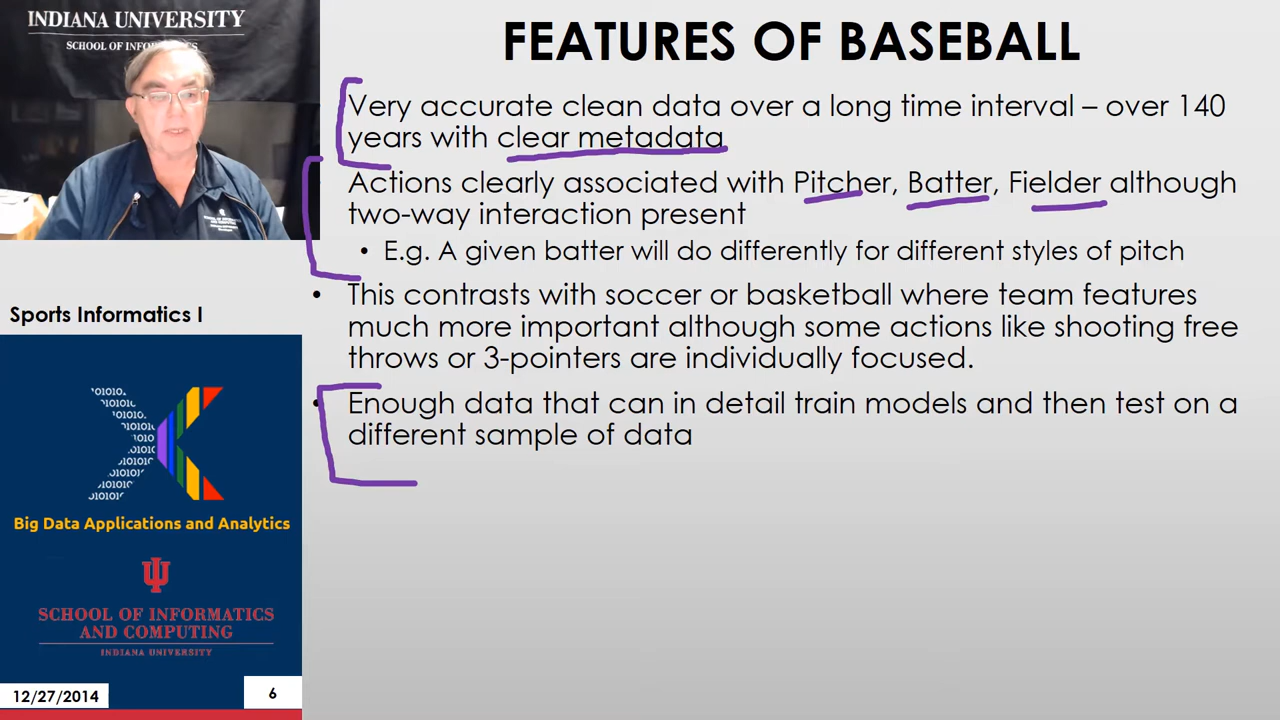 INDIANA UNIVERSITY
SCHOOL OF INFO
FEATURES OF BASEBALL
Very accurate clean data over a long time interval – over 140
years with clear metadata
Actions clearly associated with Pitcher, Batter, Fielder although
two-way interaction present
• E.g. A given batter will do differently for different styles of pitch
• This contrasts with soccer or basketball where team features
much more important although some actions like shooting free
throws or 3-pointers are individually focused.
• Enough data that can in detail train models and then test on a
different sample of data
Sports Informatics I
Big Data Applications and Analytics
SCHOOL OF INFORMATICS
AND COMPUTING
INDIANA UNIVERSITY
12/27/2014
6